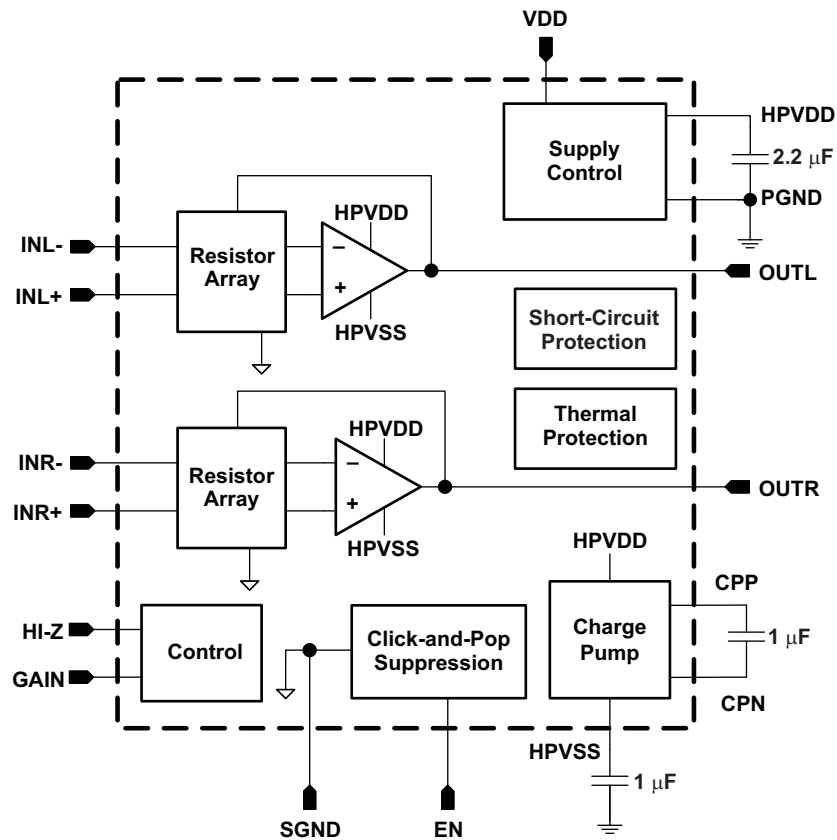 VDD
HPVDD
Supply
Control
2.2 μF
PGND
HPVDD
INL-
Resistor
Array
−
OUTL
INL+
+
HPVSS
Short-Circuit
Protection
Thermal
Protection
HPVDD
INR-
Resistor
Array
−
OUTR
INR+
+
HPVSS
HPVDD
CPP
HI-Z
Control
Click-and-Pop
Suppression
Charge
Pump
1 μF
GAIN
CPN
HPVSS
1 μF
SGND
EN